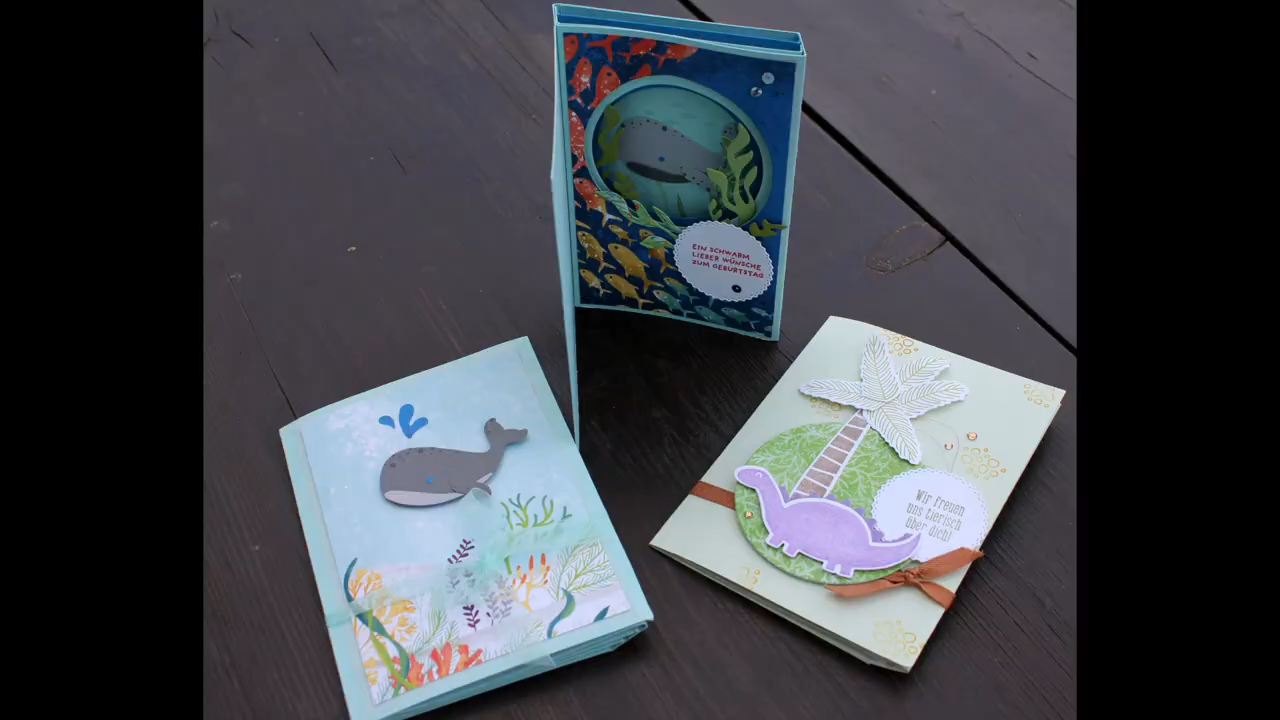 EIN SCHWARM
LIEBER WÜNSCHE
ZUM GEBURTSTAG
Wir freuen
uns tierisch
über dich!